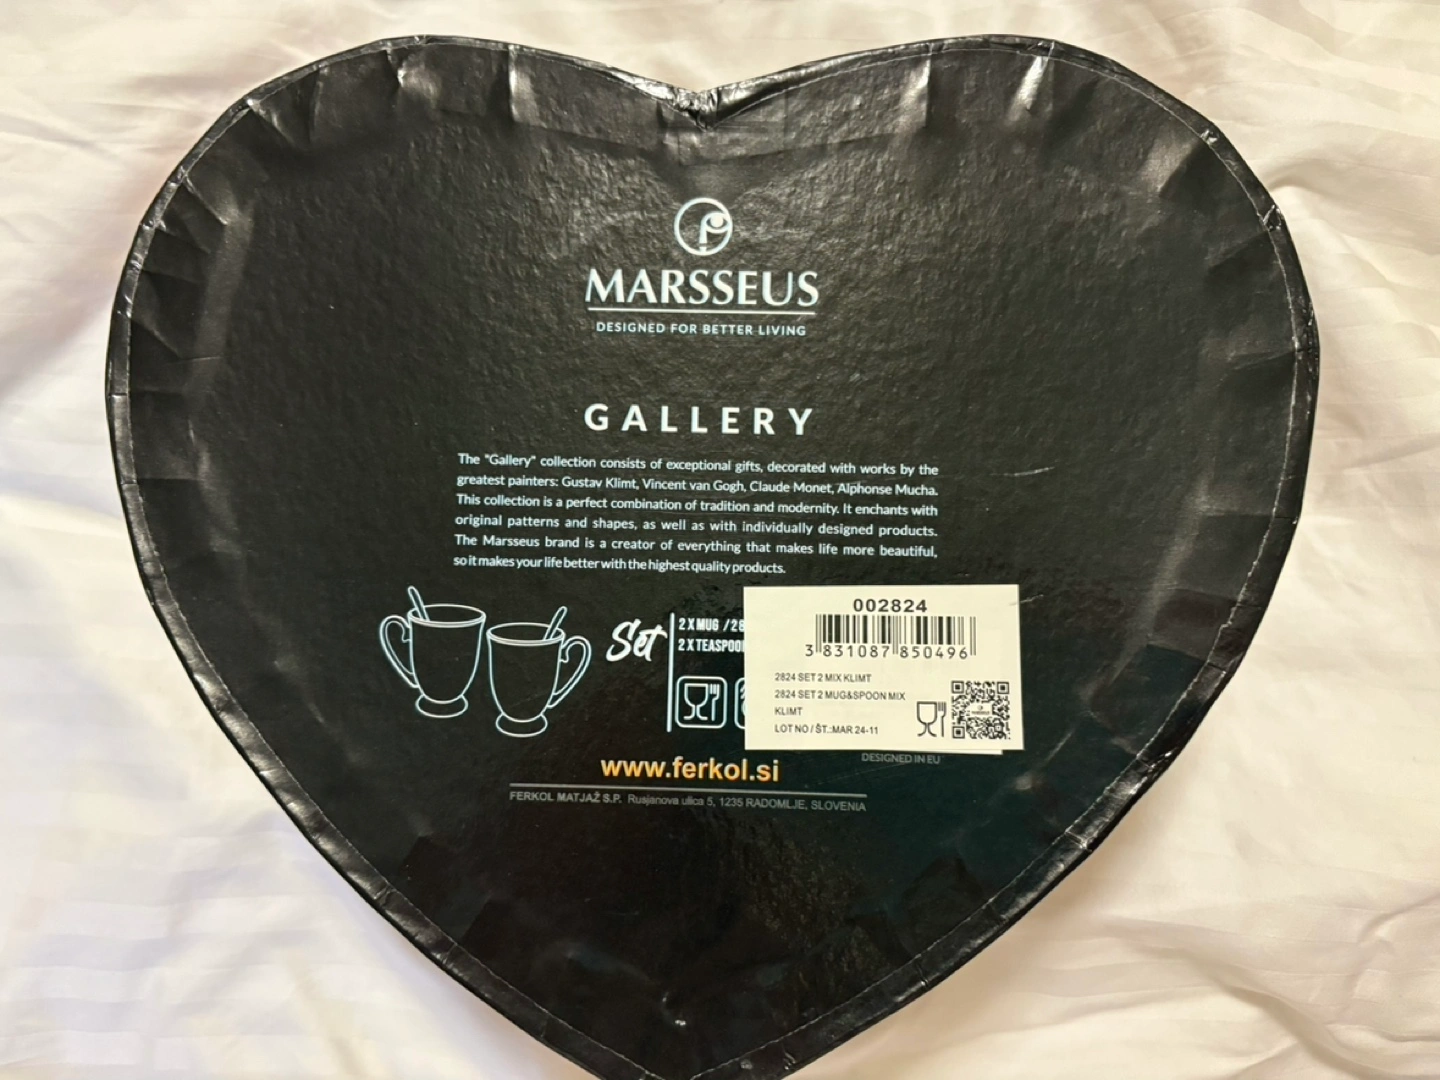 MARSSEUS
DESIGNED FOR BETTER LIVING
GALLERY
The "Gallery" collection consists of exceptional gifts, decorated with works by the
greatest painters: Gustav Klimt, Vincent van Gogh, Claude Monet, Alphonse Mucha.
This collection is a perfect combination of tradition and modernity. It enchants with
original patterns and shapes, as well as with individually designed products.
The Marsseus brand is a creator of everything that makes life more beautiful,
so it makes your life better with the highest quality products.
Set
2 X MUG / 28
2 X TEASPOO
002824
3 831087 850496
2824 SET 2 MIX KLIMT
2824 SET 2 MUG&SPOON MIX
KLIMT
LOT NO / ŠT.:MAR 24-11
DESIGNED IN EU
www.ferkol.si
FERKOL MATJAŽ S.P. Rusjanova ulica 5, 1235 RADOMLJE, SLOVENIA